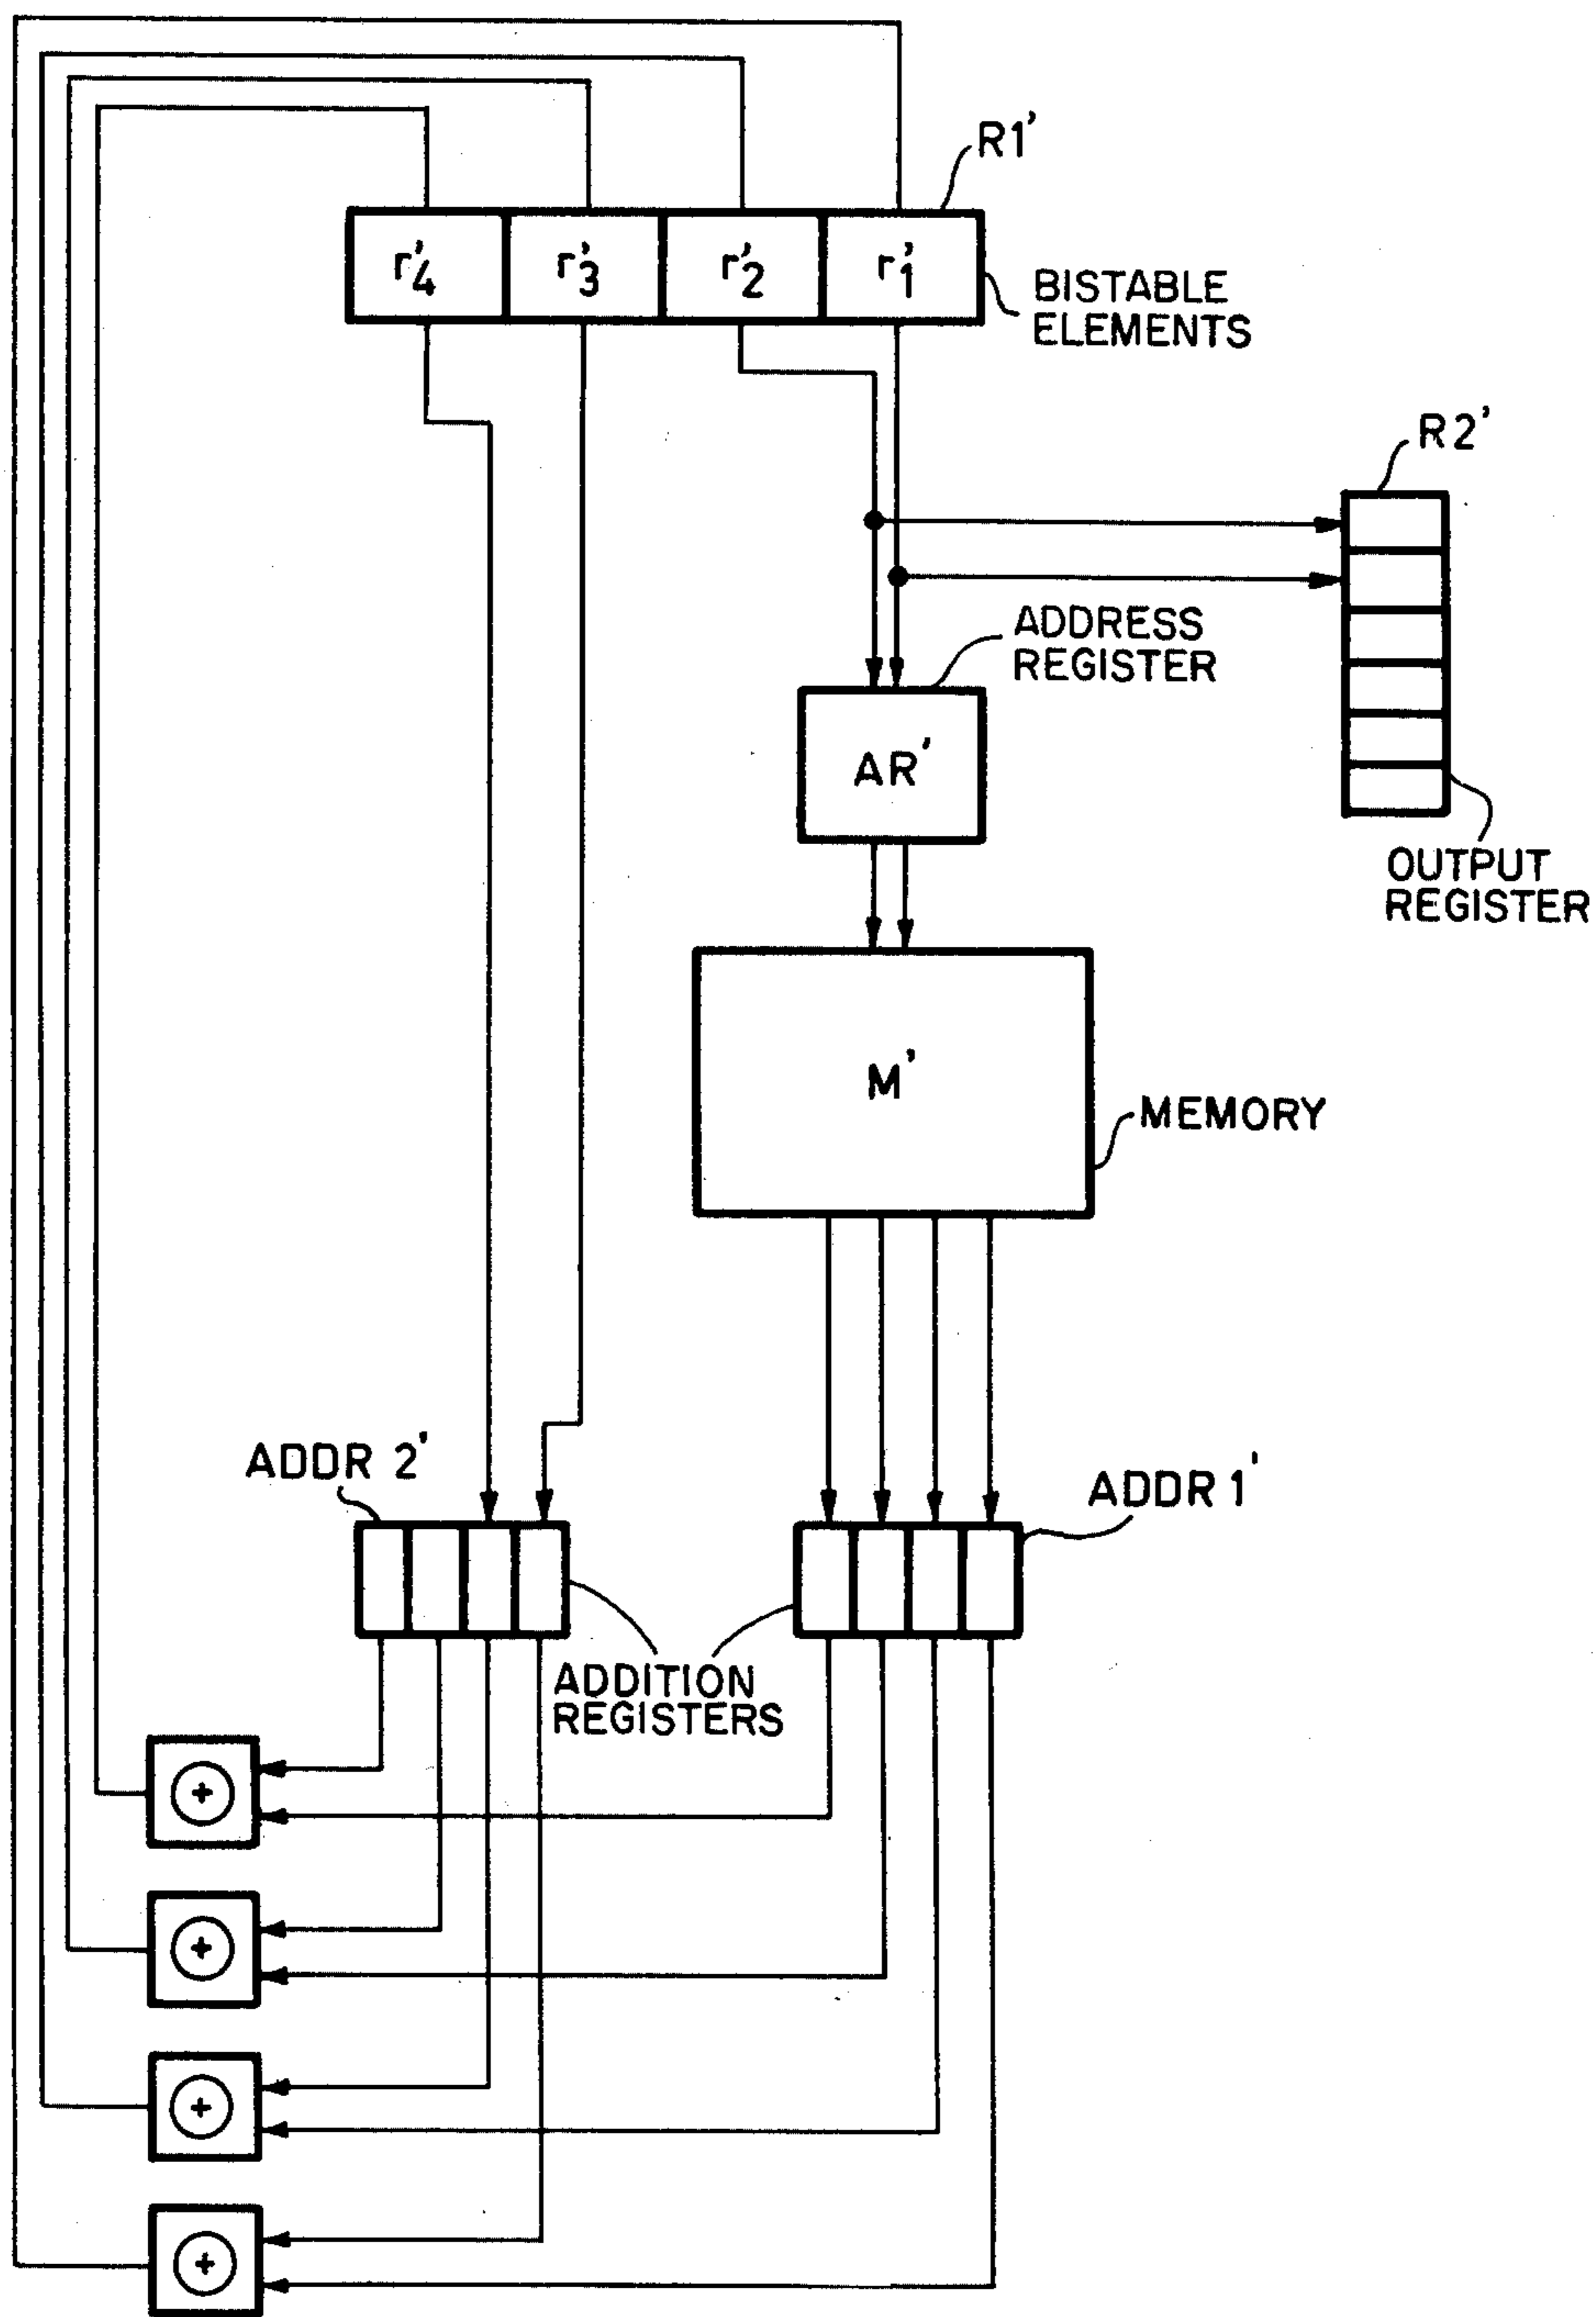 R1'
r'4 r'3 r'2 r'1
BISTABLE
ELEMENTS
R2'
ADDRESS
REGISTER
AR'
OUTPUT
REGISTER
M'
MEMORY
ADDR 2'
ADDR 1'
ADDITION
REGISTERS
+
+
+
+